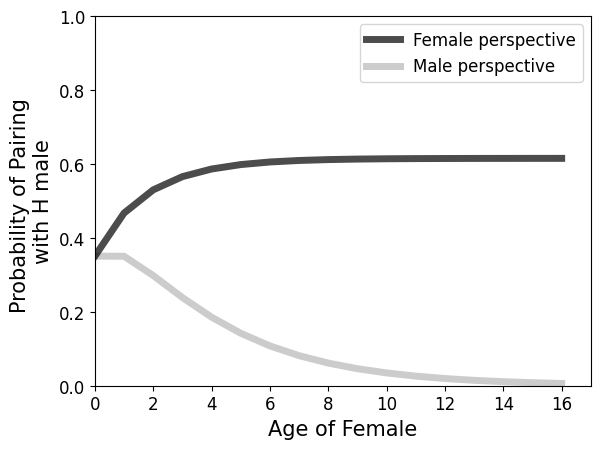 Female perspective
Male perspective
Probability of Pairing
with H male
1.0
0.8
0.6
0.4
0.2
0.0
0 2 4 6 8 10 12 14 16
Age of Female